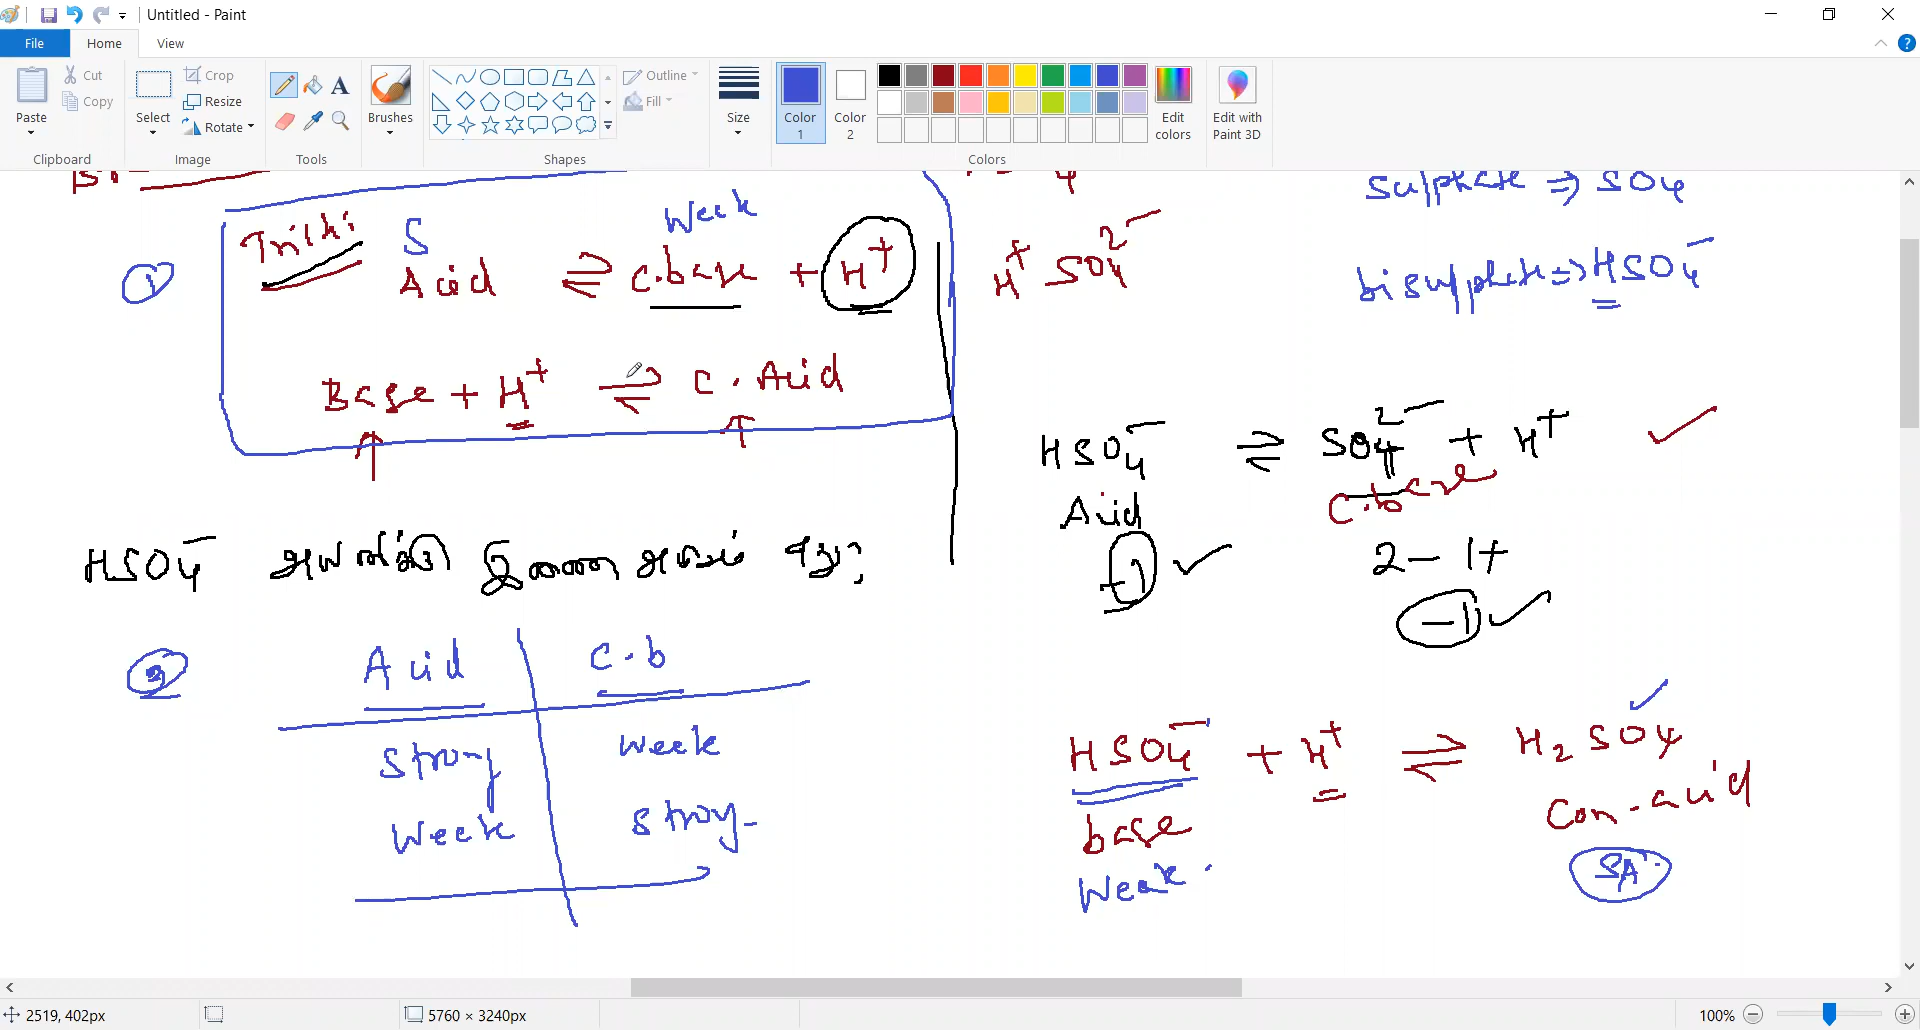 Untitled - Paint
File Home View
Paste
Cut
Copy
Clipboard
Select
Crop
Resize
Rotate
Image
Tools
Brushes
Shapes
Outline
Fill
Size
Color 1
Color 2
Colors
Edit colors
Edit with Paint 3D
Sulphate ⇒ SO4
S Week
Acid ⇌ c.base + H+
H+ SO4 2−
bisulphate ⇒ HSO4−
①
Base + H+ ⇌ C. Acid
HSO4− ⇌ SO4 2− + H+
Acid C.base
−1 ✓
2− 1+
−1 ✓
HSO4−
②
Acid C.b
Strong Week
Week Strong
HSO4− + H+ ⇌ H2SO4
base Con-acid
Weak SA
2519, 402px
5760 × 3240px
100%